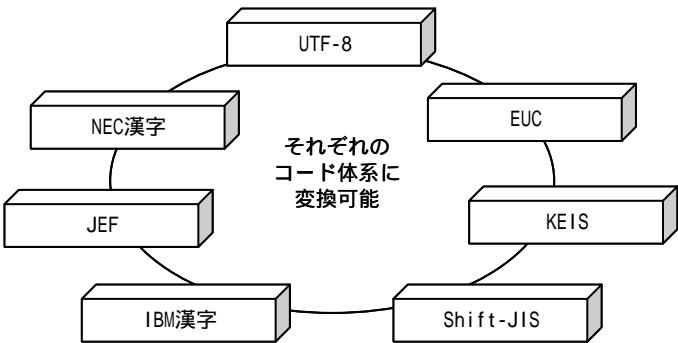 UTF-8
NEC漢字
EUC
それぞれの
コード体系に
変換可能
JEF
KEIS
IBM漢字
Shift-JIS